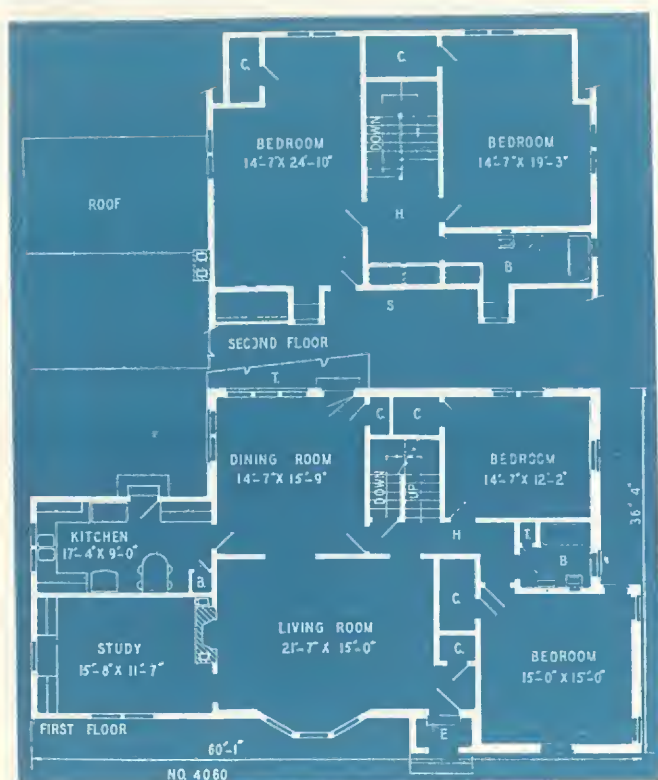 C.
C.
BEDROOM
14'-7" X 24'-10"
DOWN
BEDROOM
14'-7" X 19'-3"
ROOF
H
B
S
SECOND FLOOR
T.
C.
C.
DINING ROOM
14'-7" X 15'-9"
DOWN
UP
BEDROOM
14'-7" X 12'-2"
36'-4"
KITCHEN
17'-4" X 9'-0"
H
T.
B
B.
C.
STUDY
15'-8" X 11'-7"
LIVING ROOM
21'-7" X 15'-0"
C.
BEDROOM
15'-0" X 15'-0"
E
FIRST FLOOR
60'-1"
NO. 4060